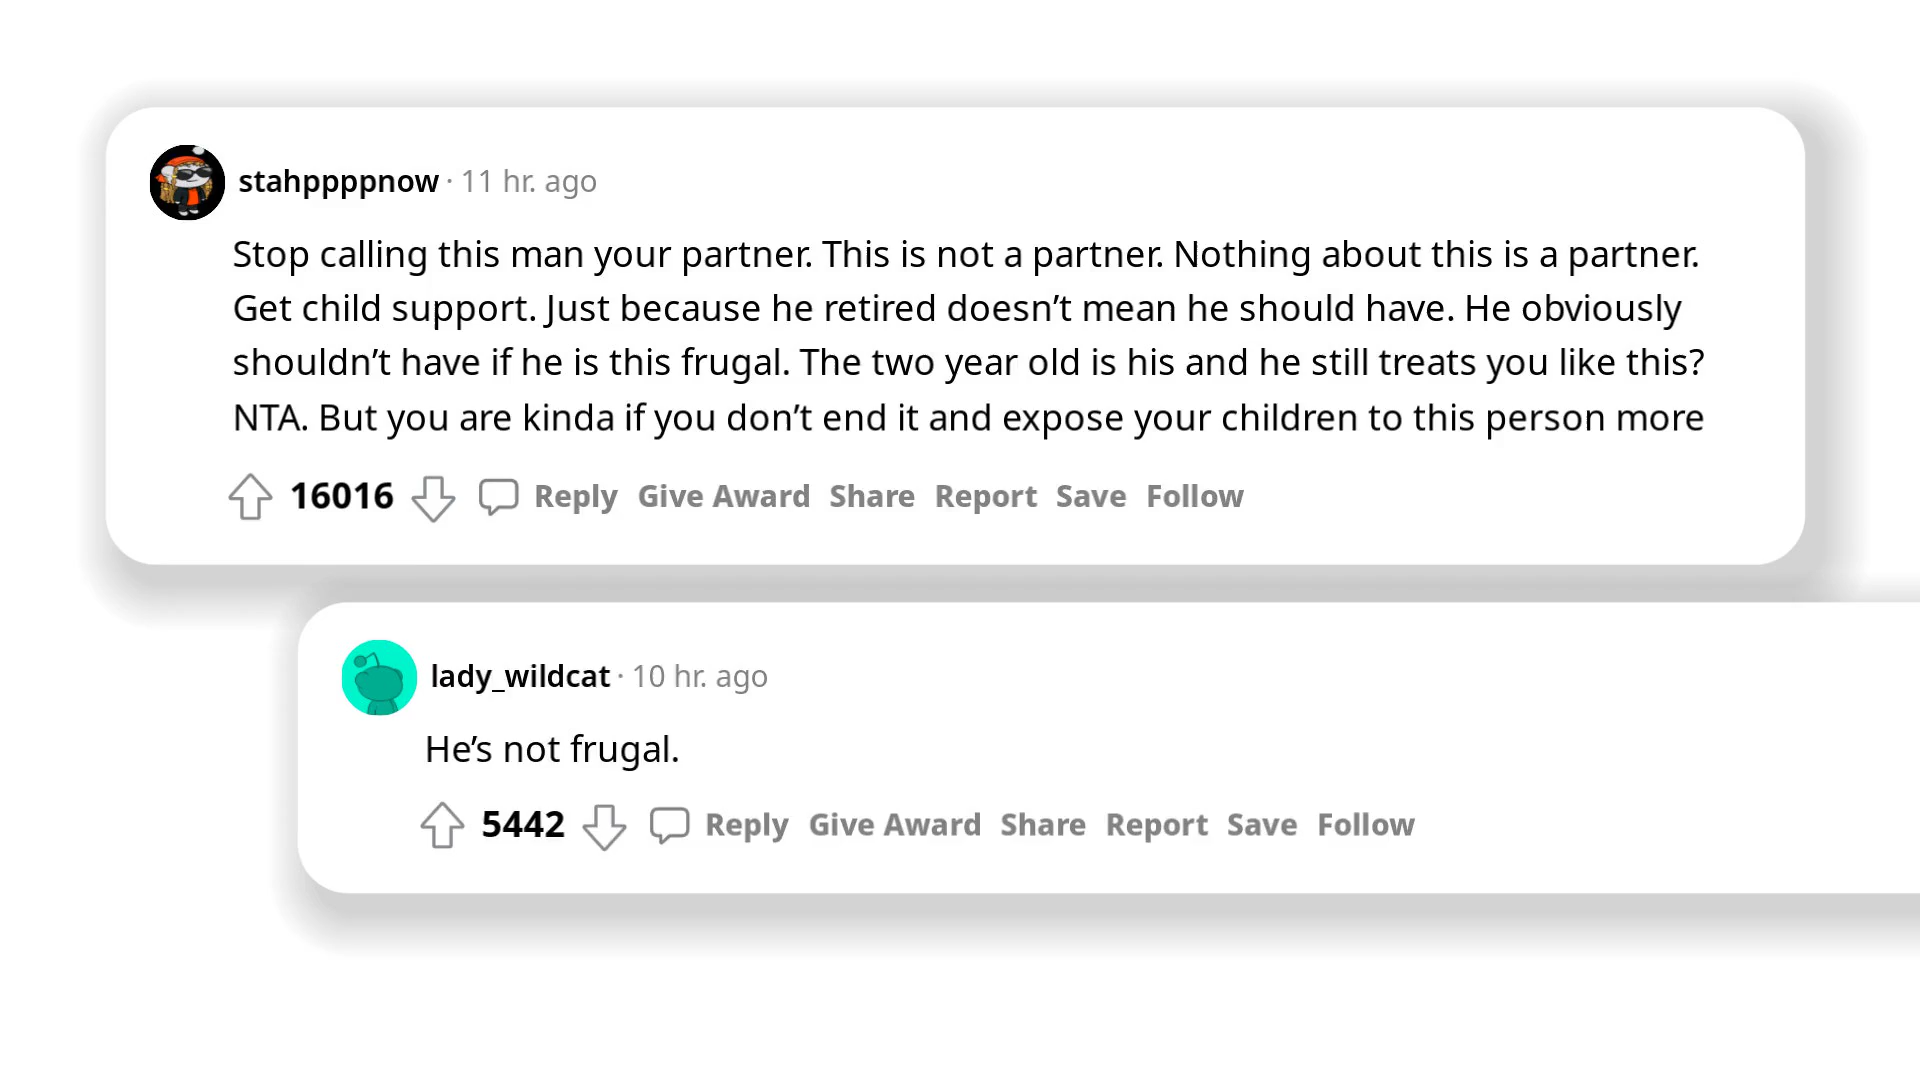 stahppppnow · 11 hr. ago
Stop calling this man your partner. This is not a partner. Nothing about this is a partner.
Get child support. Just because he retired doesn’t mean he should have. He obviously
shouldn’t have if he is this frugal. The two year old is his and he still treats you like this?
NTA. But you are kinda if you don’t end it and expose your children to this person more
16016 Reply Give Award Share Report Save Follow
lady_wildcat · 10 hr. ago
He’s not frugal.
5442 Reply Give Award Share Report Save Follow